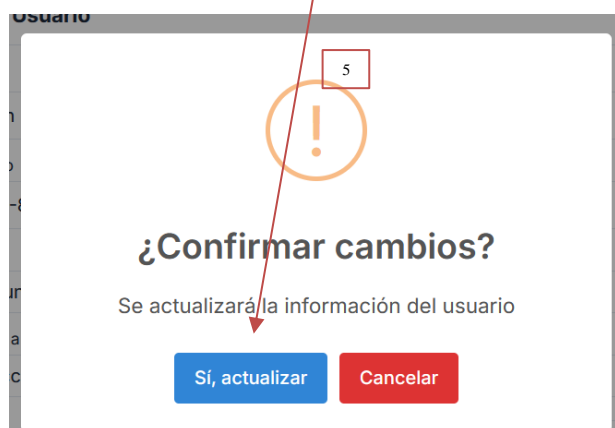 Usuario
5
!
¿Confirmar cambios?
Se actualizará la información del usuario
Sí, actualizar
Cancelar